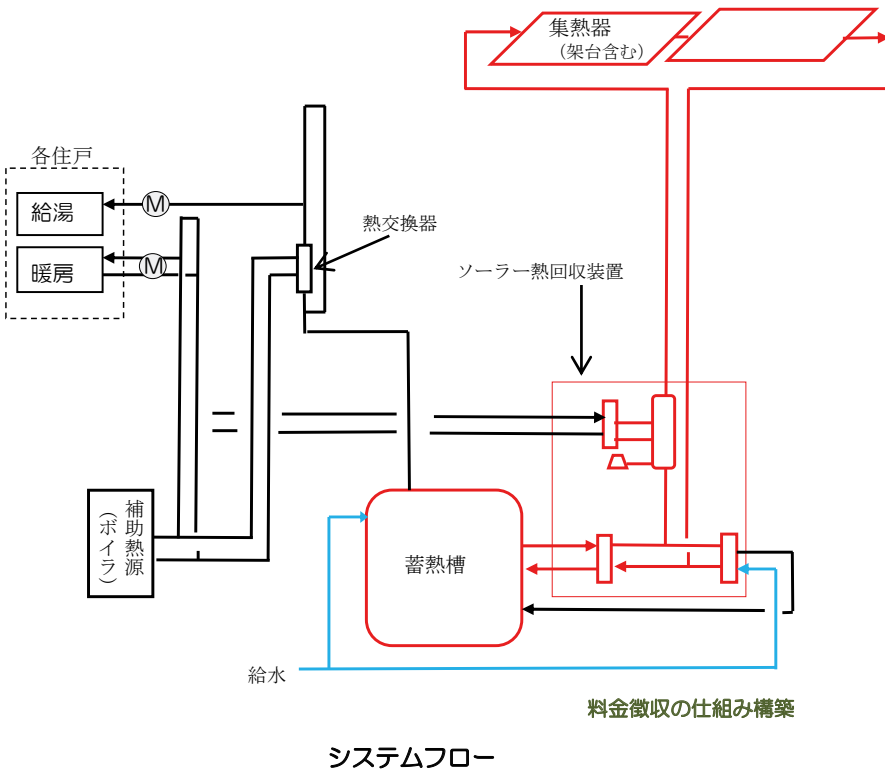 集熱器
（架台含む）
各住戸
給湯
M
熱交換器
暖房
M
ソーラー熱回収装置
補助熱源
（ボイラ）
蓄熱槽
給水
料金徴収の仕組み構築
システムフロー